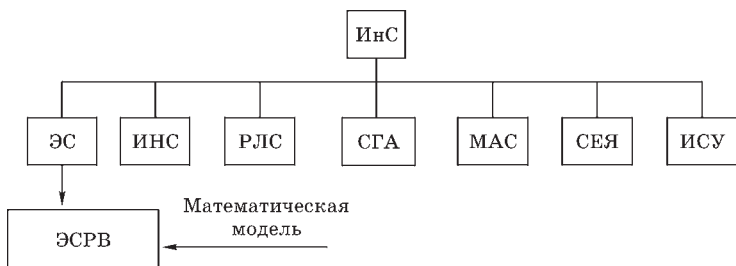 ИнС
ЭС
ИНС
РЛС
СГА
МАС
СЕЯ
ИСУ
ЭСРВ
Математическая
модель